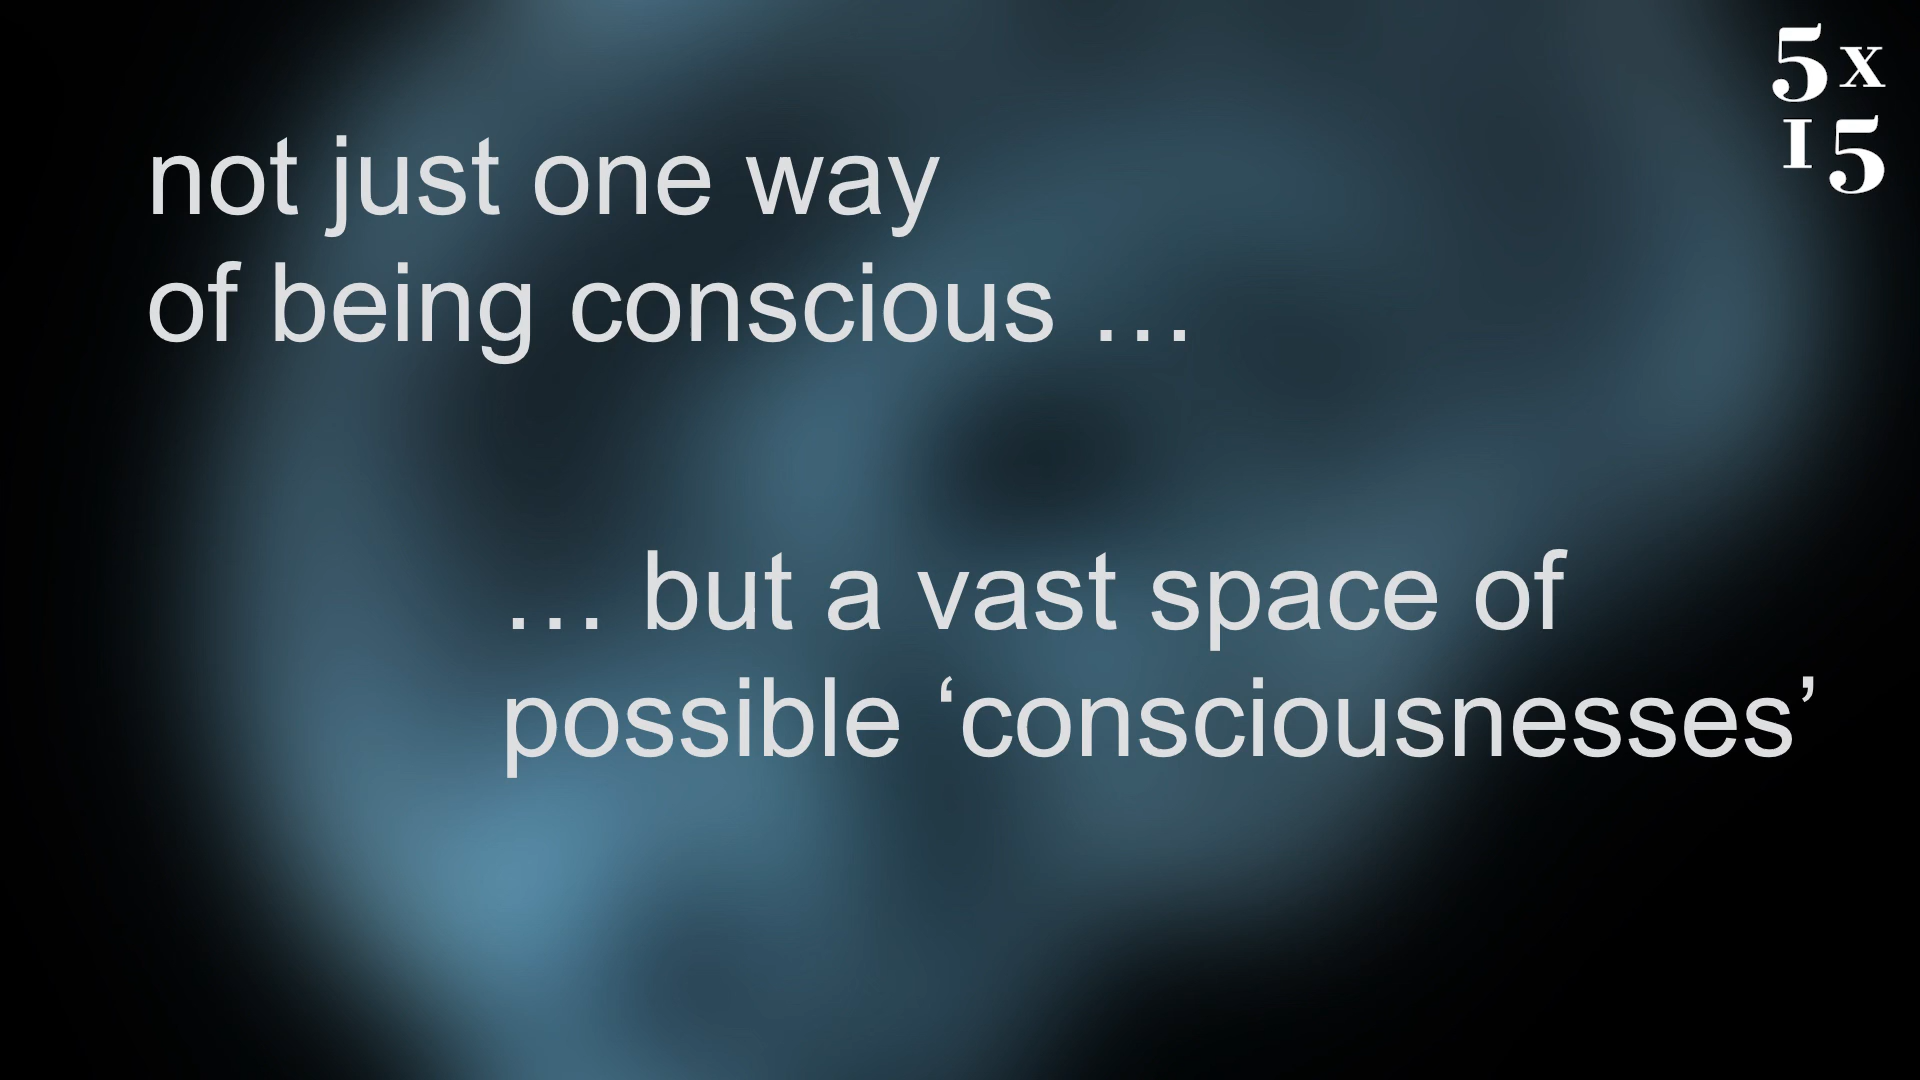 5x
15
not just one way
of being conscious …
… but a vast space of
possible ‘consciousnesses’